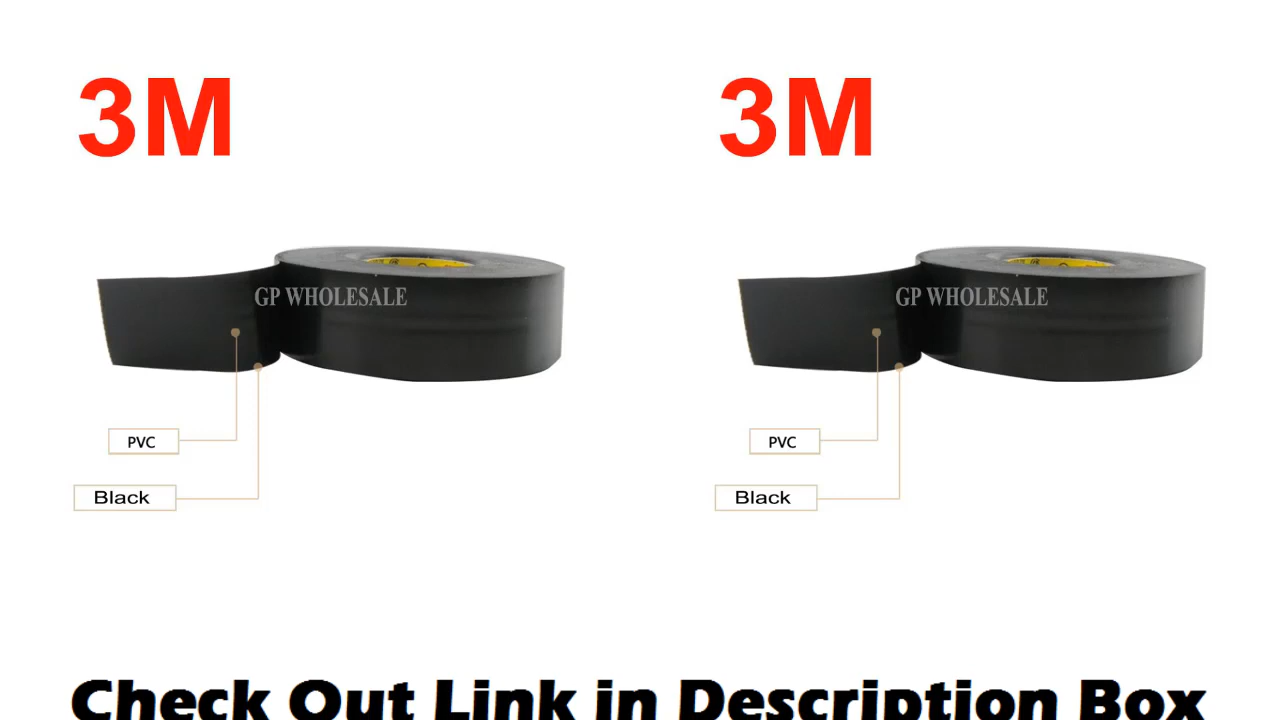 3M 3M
GP WHOLESALE GP WHOLESALE
PVC PVC
Black Black
Check Out Link in Description Box